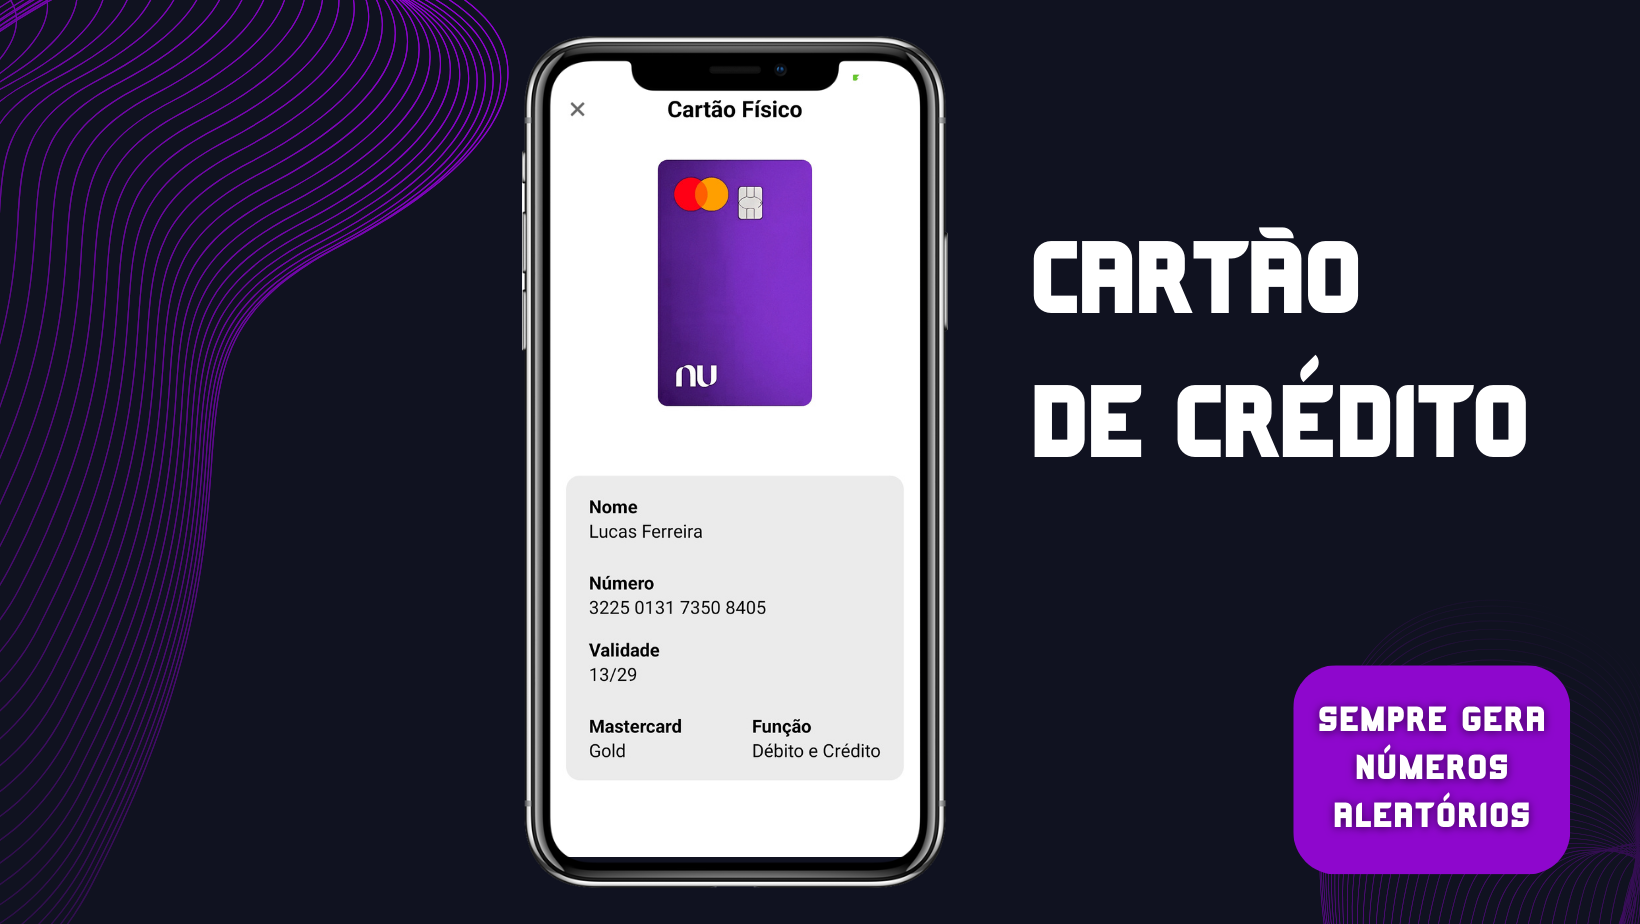 Cartão Físico
nu
Nome
Lucas Ferreira
Número
3225 0131 7350 8405
Validade
13/29
Mastercard
Gold
Função
Débito e Crédito
CARTÃO
DE CRÉDITO
SEMPRE GERA
NÚMEROS
ALEATÓRIOS